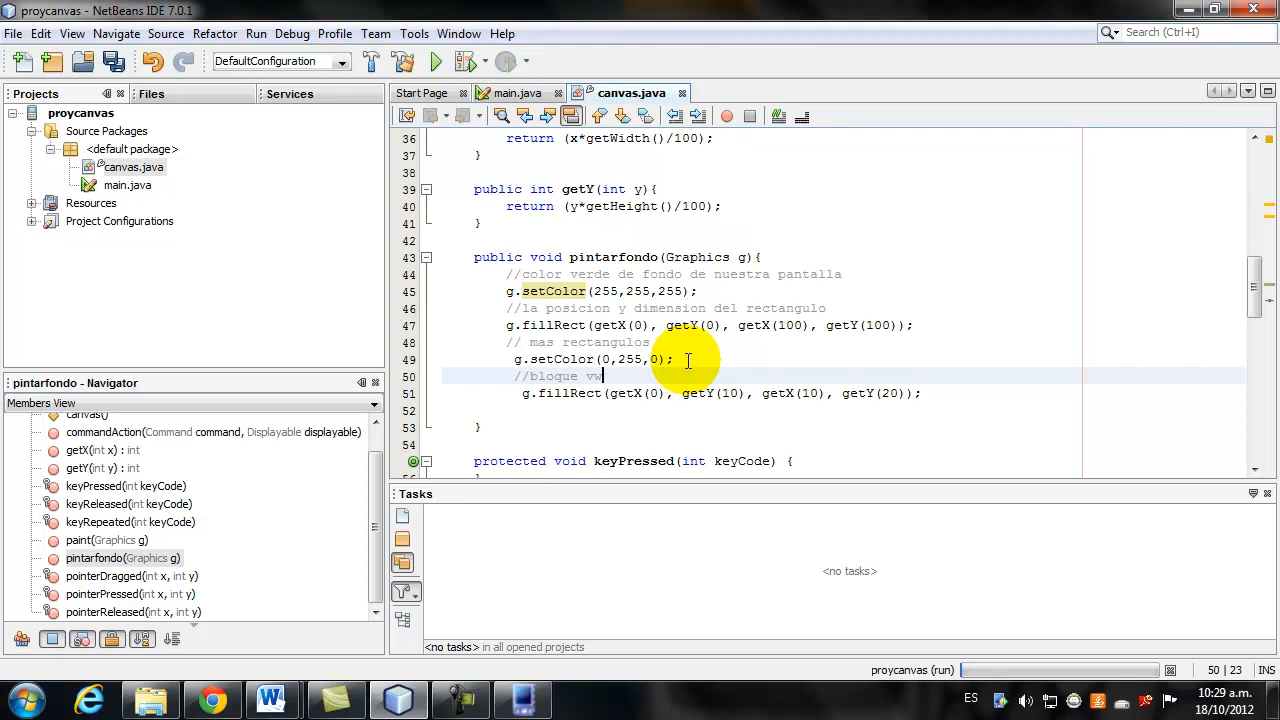 proycanvas - NetBeans IDE 7.0.1
File Edit View Navigate Source Refactor Run Debug Profile Team Tools Window Help
Search (Ctrl+I)
DefaultConfiguration
Projects Files Services
Start Page main.java canvas.java
proycanvas
Source Packages
<default package>
canvas.java
main.java
Resources
Project Configurations
36 return (x*getWidth()/100);
37 }
38
39 public int getY(int y){
40 return (y*getHeight()/100);
41 }
42
43 public void pintarfondo(Graphics g){
44 //color verde de fondo de nuestra pantalla
45 g.setColor(255,255,255);
46 //la posicion y dimension del rectangulo
47 g.fillRect(getX(0), getY(0), getX(100), getY(100));
48 // mas rectangulos
49 g.setColor(0,255,0);
50 //bloque vw
51 g.fillRect(getX(0), getY(10), getX(10), getY(20));
52
53 }
54
protected void keyPressed(int keyCode) {
56 }
pintarfondo - Navigator
Members View
canvas()
commandAction(Command command, Displayable displayable)
getX(int x) : int
getY(int y) : int
keyPressed(int keyCode)
keyReleased(int keyCode)
keyRepeated(int keyCode)
paint(Graphics g)
pintarfondo(Graphics g)
pointerDragged(int x, int y)
pointerPressed(int x, int y)
pointerReleased(int x, int y)
Tasks
<no tasks>
<no tasks> in all opened projects
proycanvas (run)
50 | 23 INS
ES
10:29 a.m.
18/10/2012